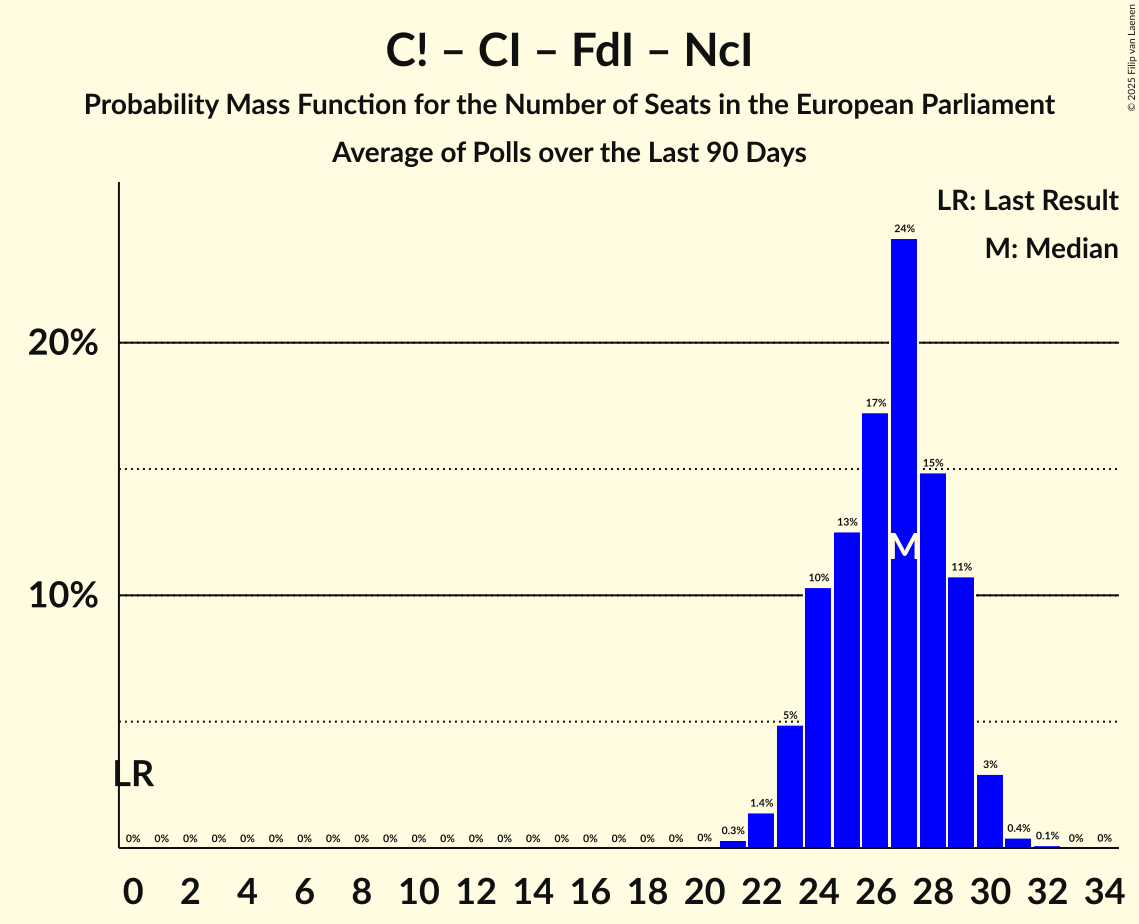 C! – CI – FdI – NcI
Probability Mass Function for the Number of Seats in the European Parliament
Average of Polls over the Last 90 Days
© 2025 Filip van Laenen
LR: Last Result
M: Median
20%
10%
LR
M
0% 0% 0% 0% 0% 0% 0% 0% 0% 0% 0% 0% 0% 0% 0% 0% 0% 0% 0% 0% 0% 0.3% 1.4% 5% 10% 13% 17% 24% 15% 11% 3% 0.4% 0.1% 0% 0%
0 2 4 6 8 10 12 14 16 18 20 22 24 26 28 30 32 34